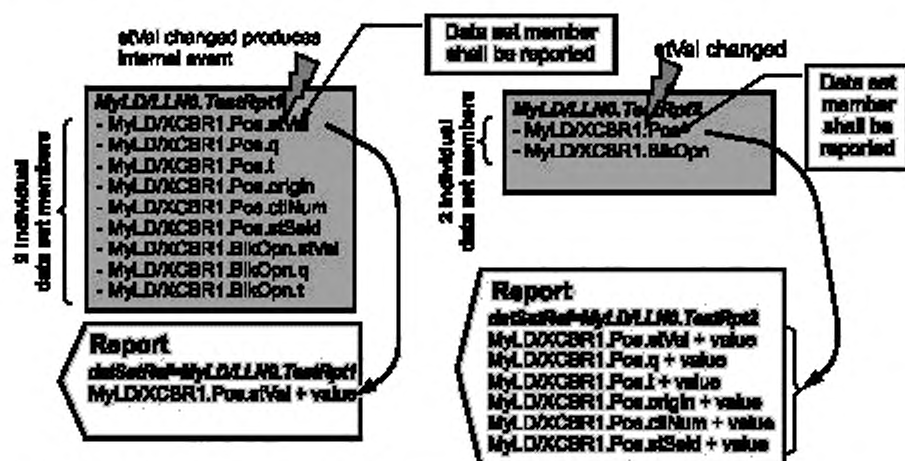 stVal changed produces
internal event
Data set member
shall be reported
MyLD/LLN0.TestRpt1
- MyLD/XCBR1.Pos.stVal
- MyLD/XCBR1.Pos.q
- MyLD/XCBR1.Pos.t
- MyLD/XCBR1.Pos.origin
- MyLD/XCBR1.Pos.ctlNum
- MyLD/XCBR1.Pos.stSeld
- MyLD/XCBR1.BlkOpn.stVal
- MyLD/XCBR1.BlkOpn.q
- MyLD/XCBR1.BlkOpn.t
9 individual
data set members
Report
datSetRef=MyLD/LLN0.TestRpt1
MyLD/XCBR1.Pos.stVal + value
stVal changed
Data set
member
shall be
reported
MyLD/LLN0.TestRpt2
- MyLD/XCBR1.Pos
- MyLD/XCBR1.BlkOpn
2 individual
data set members
Report
datSetRef=MyLD/LLN0.TestRpt2
MyLD/XCBR1.Pos.stVal + value
MyLD/XCBR1.Pos.q + value
MyLD/XCBR1.Pos.t + value
MyLD/XCBR1.Pos.origin + value
MyLD/XCBR1.Pos.ctlNum + value
MyLD/XCBR1.Pos.stSeld + value